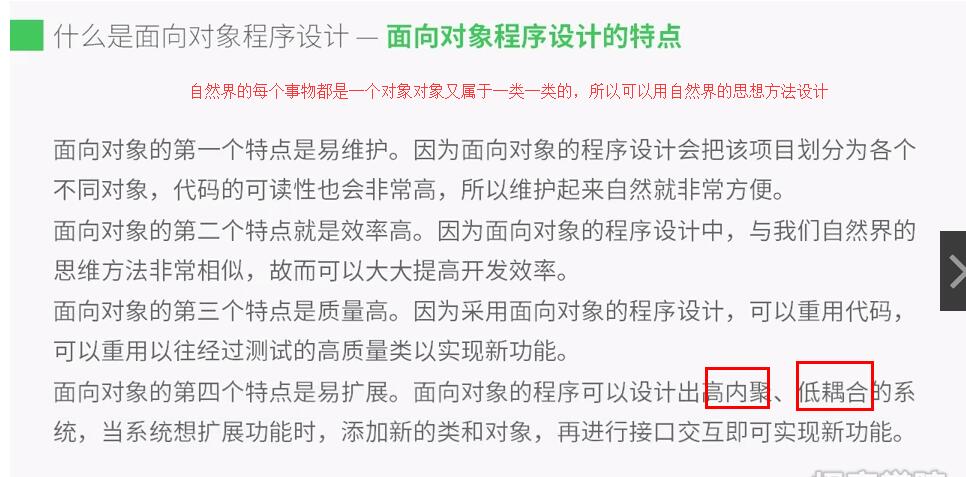 什么是面向对象程序设计 — 面向对象程序设计的特点
自然界的每个事物都是一个对象对象又属于一类一类的，所以可以用自然界的思想方法设计
面向对象的第一个特点是易维护。因为面向对象的程序设计会把该项目划分为各个
不同对象，代码的可读性也会非常高，所以维护起来自然就非常方便。
面向对象的第二个特点就是效率高。因为面向对象的程序设计中，与我们自然界的
思维方法非常相似，故而可以大大提高开发效率。
面向对象的第三个特点是质量高。因为采用面向对象的程序设计，可以重用代码，
可以重用以往经过测试的高质量类以实现新功能。
面向对象的第四个特点是易扩展。面向对象的程序可以设计出高内聚、低耦合的系
统，当系统想扩展功能时，添加新的类和对象，再进行接口交互即可实现新功能。